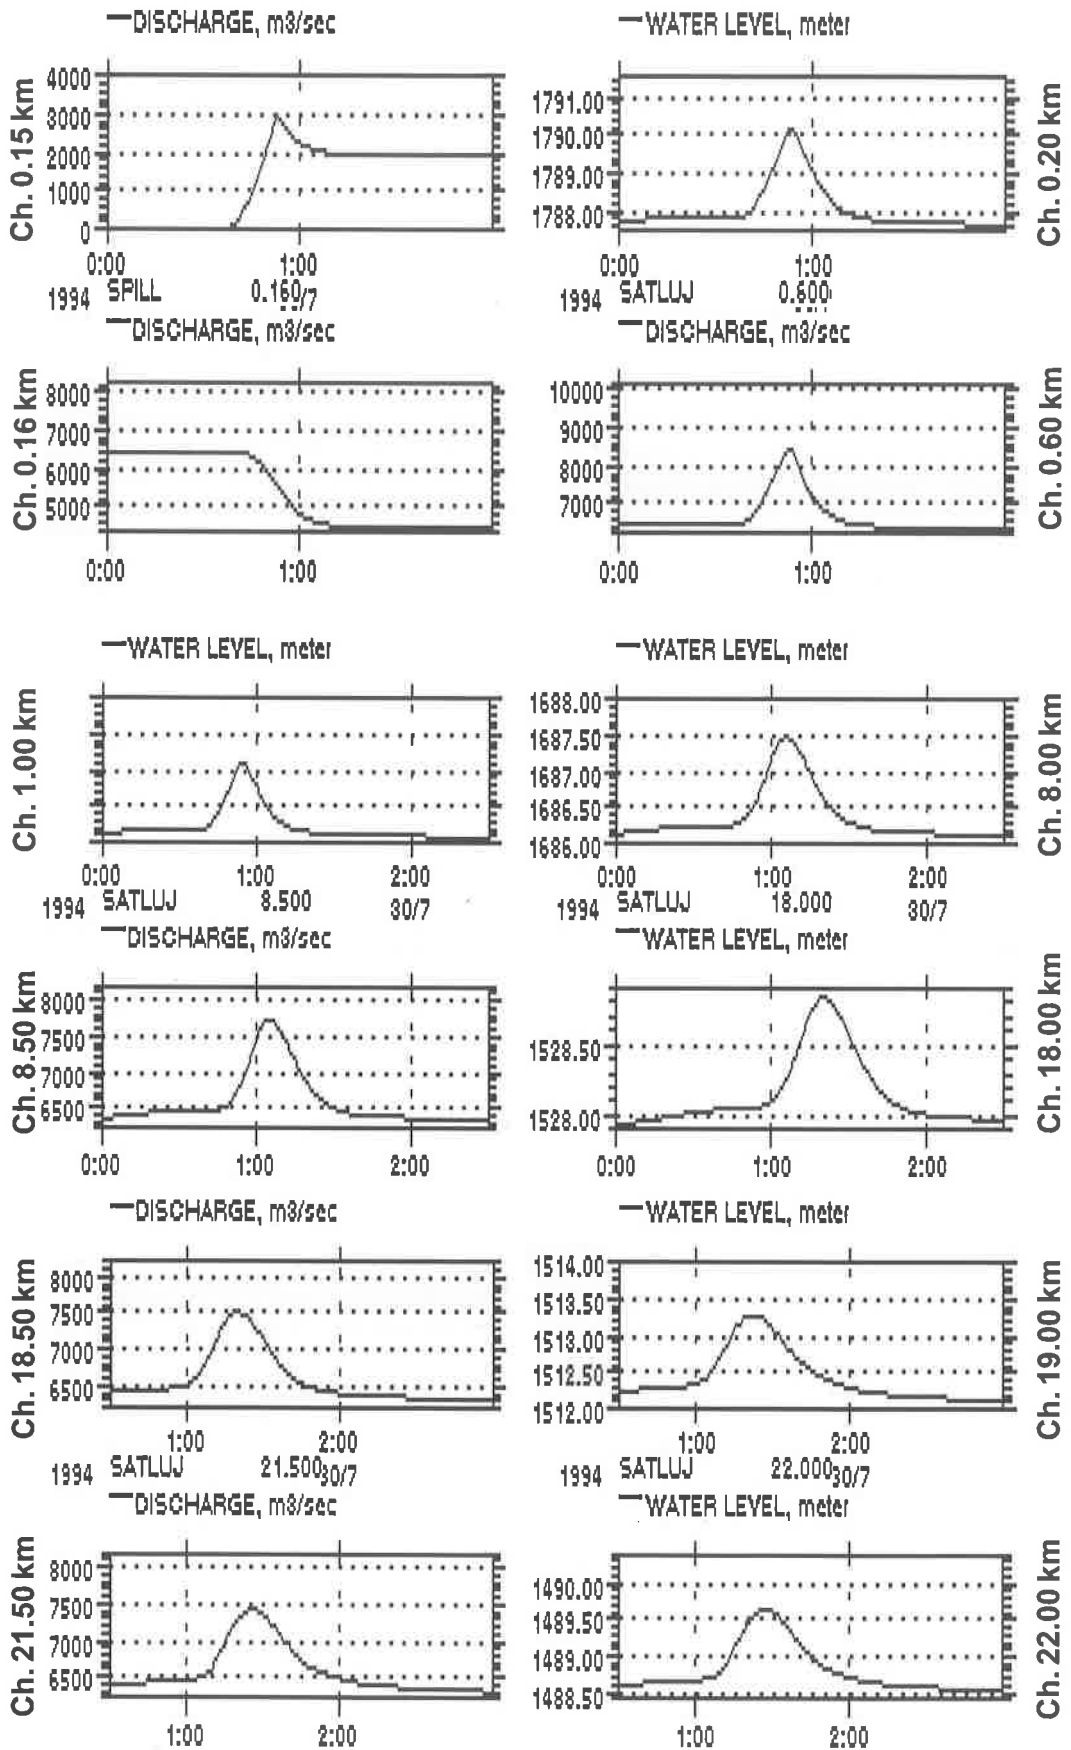 DISCHARGE, m3/sec
4000
3000
2000
1000
0
0:00 1:00
Ch. 0.15 km
WATER LEVEL, meter
1791.00
1790.00
1789.00
1788.00
0:00 1:00
Ch. 0.20 km
1994 SPILL 0.160 /7
DISCHARGE, m3/sec
8000
7000
6000
5000
0:00 1:00
Ch. 0.16 km
1994 SATLUJ 0.600
DISCHARGE, m3/sec
10000
9000
8000
7000
0:00 1:00
Ch. 0.60 km
WATER LEVEL, meter
0:00 1:00 2:00
Ch. 1.00 km
WATER LEVEL, meter
1688.00
1687.50
1687.00
1686.50
1686.00
0:00 1:00 2:00
Ch. 8.00 km
1994 SATLUJ 8.500 30/7
DISCHARGE, m3/sec
8000
7500
7000
6500
0:00 1:00 2:00
Ch. 8.50 km
1994 SATLUJ 18.000 30/7
WATER LEVEL, meter
1528.50
1528.00
0:00 1:00 2:00
Ch. 18.00 km
DISCHARGE, m3/sec
8000
7500
7000
6500
1:00 2:00
Ch. 18.50 km
WATER LEVEL, meter
1514.00
1513.50
1513.00
1512.50
1512.00
1:00 2:00
Ch. 19.00 km
1994 SATLUJ 21.500 30/7
DISCHARGE, m3/sec
8000
7500
7000
6500
1:00 2:00
Ch. 21.50 km
1994 SATLUJ 22.000 30/7
WATER LEVEL, meter
1490.00
1489.50
1489.00
1488.50
1:00 2:00
Ch. 22.00 km